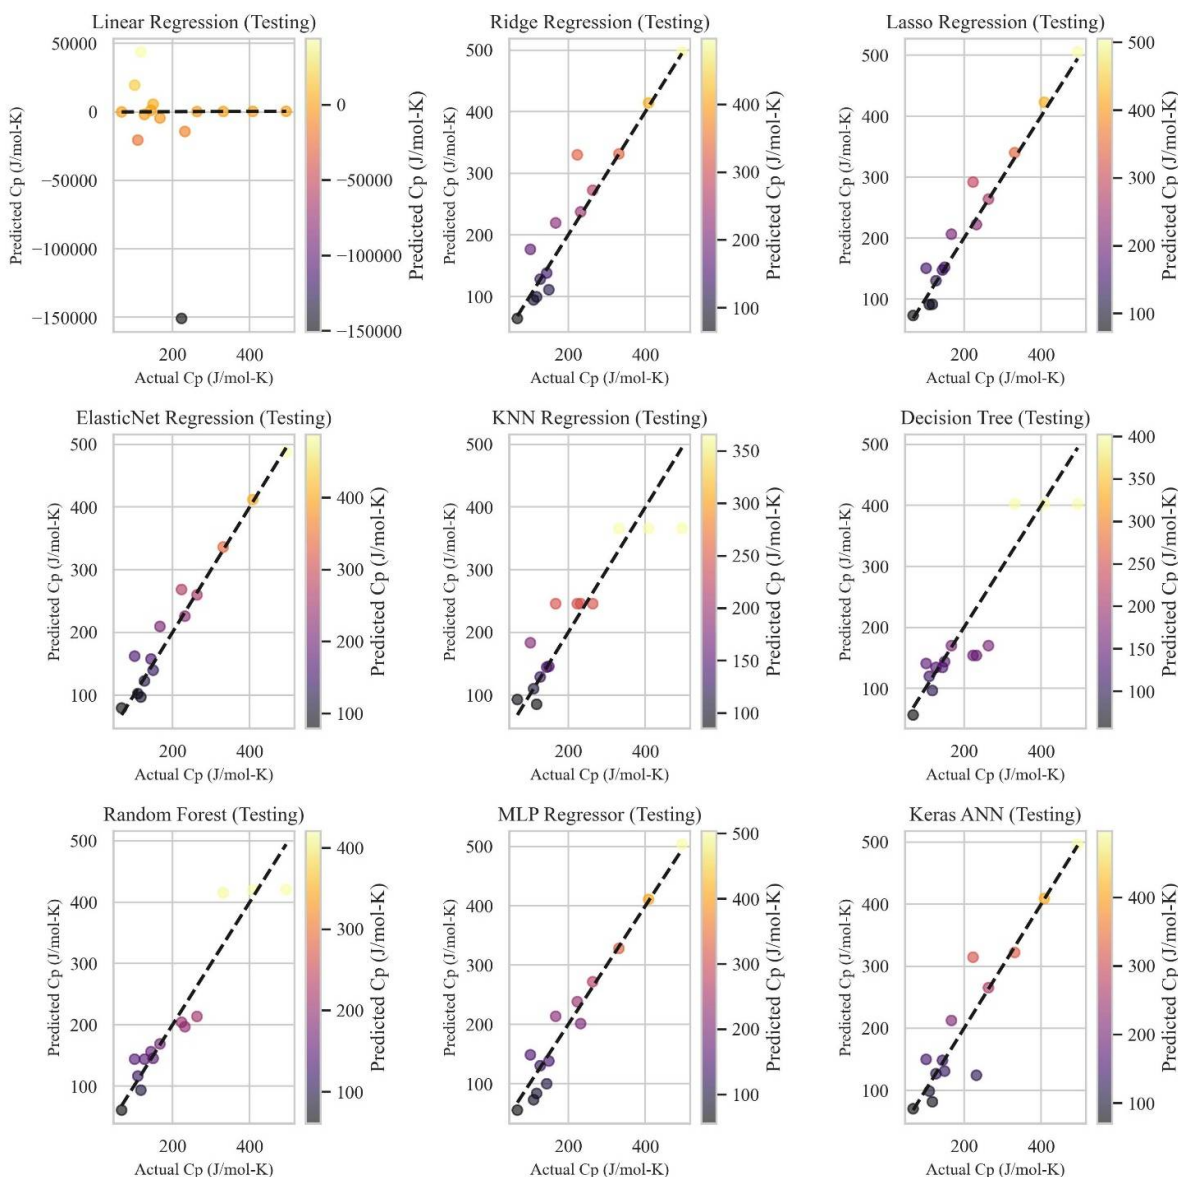 Linear Regression (Testing)
50000
0
−50000
−100000
−150000
200
400
Predicted Cp (J/mol-K)
Actual Cp (J/mol-K)
0
−50000
−100000
−150000
Predicted Cp (J/mol-K)
Ridge Regression (Testing)
500
400
300
200
100
200
400
Predicted Cp (J/mol-K)
Actual Cp (J/mol-K)
400
300
200
100
Predicted Cp (J/mol-K)
Lasso Regression (Testing)
500
400
300
200
100
200
400
Predicted Cp (J/mol-K)
Actual Cp (J/mol-K)
500
400
300
200
100
Predicted Cp (J/mol-K)
ElasticNet Regression (Testing)
500
400
300
200
100
200
400
Predicted Cp (J/mol-K)
Actual Cp (J/mol-K)
400
300
200
100
Predicted Cp (J/mol-K)
KNN Regression (Testing)
500
400
300
200
100
200
400
Predicted Cp (J/mol-K)
Actual Cp (J/mol-K)
350
300
250
200
150
100
Predicted Cp (J/mol-K)
Decision Tree (Testing)
500
400
300
200
100
200
400
Predicted Cp (J/mol-K)
Actual Cp (J/mol-K)
400
350
300
250
200
150
100
Predicted Cp (J/mol-K)
Random Forest (Testing)
500
400
300
200
100
200
400
Predicted Cp (J/mol-K)
Actual Cp (J/mol-K)
400
300
200
100
Predicted Cp (J/mol-K)
MLP Regressor (Testing)
500
400
300
200
100
200
400
Predicted Cp (J/mol-K)
Actual Cp (J/mol-K)
500
400
300
200
100
Predicted Cp (J/mol-K)
Keras ANN (Testing)
500
400
300
200
100
200
400
Predicted Cp (J/mol-K)
Actual Cp (J/mol-K)
400
300
200
100
Predicted Cp (J/mol-K)